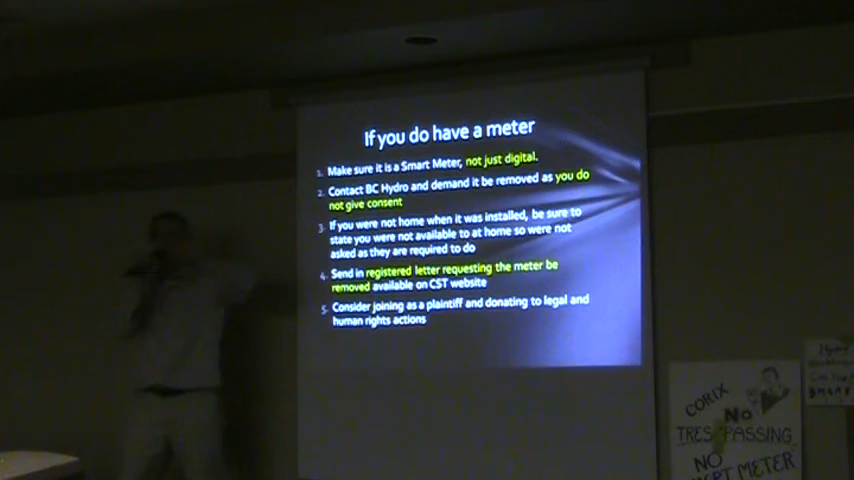 If you do have a meter
1. Make sure it is a Smart Meter, not just digital.
2. Contact BC Hydro and demand it be removed as you do
not give consent
3. If you were not home when it was installed, be sure to
state you were not available to at home so were not
asked as they are required to do
4. Send in registered letter requesting the meter be
removed available on CST website
5. Consider joining as a plaintiff and donating to legal and
human rights actions
CORIX
NO
TRESPASSING
NO
METER